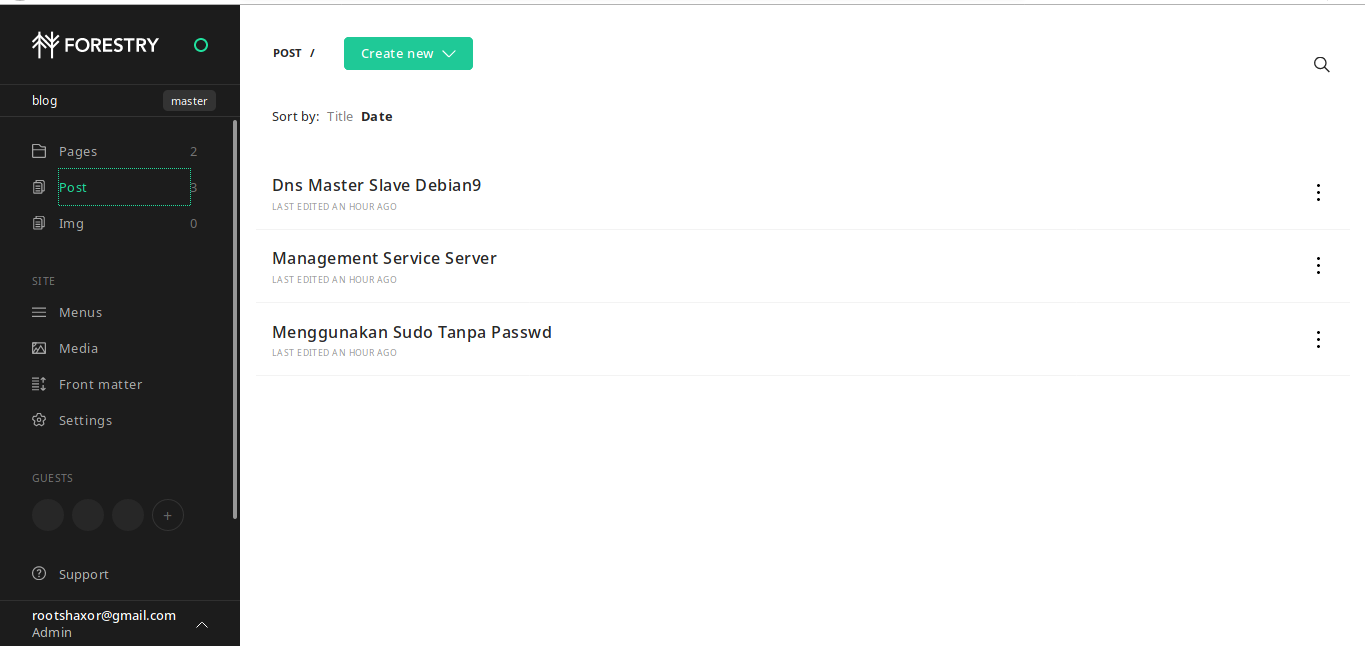 FORESTRY
blog
master
Pages 2
Post 3
Img 0
SITE
Menus
Media
Front matter
Settings
GUESTS
+
Support
rootshaxor@gmail.com
Admin
POST /
Create new
Sort by: Title Date
Dns Master Slave Debian9
LAST EDITED AN HOUR AGO
Management Service Server
LAST EDITED AN HOUR AGO
Menggunakan Sudo Tanpa Passwd
LAST EDITED AN HOUR AGO